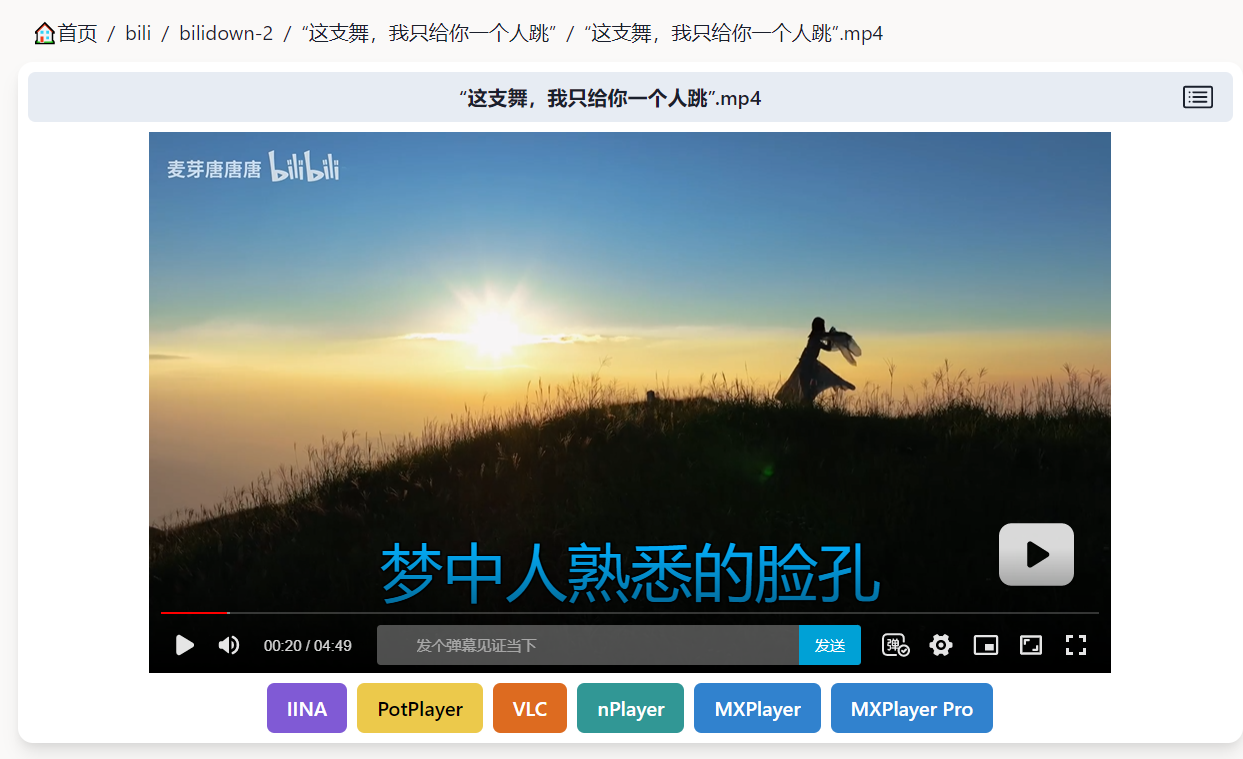 首页 / bili / bilidown-2 / “这支舞，我只给你一个人跳” / “这支舞，我只给你一个人跳”.mp4
“这支舞，我只给你一个人跳”.mp4
麦芽唐唐唐 bilibili
梦中人熟悉的脸孔
00:20 / 04:49 发个弹幕见证当下 发送 弹
IINA PotPlayer VLC nPlayer MXPlayer MXPlayer Pro